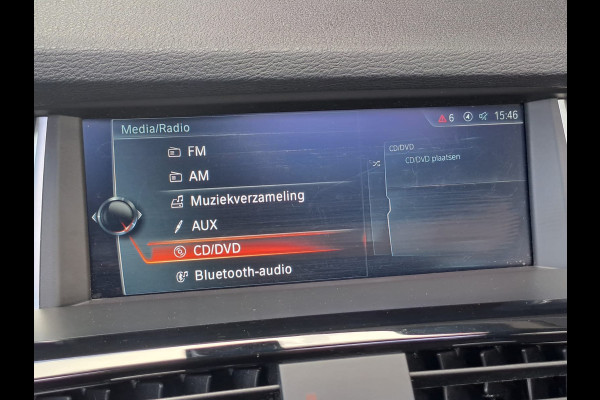 Media/Radio
6 15:46
FM
AM
Muziekverzameling
AUX
CD/DVD
Bluetooth-audio
CD/DVD
CD/DVD plaatsen